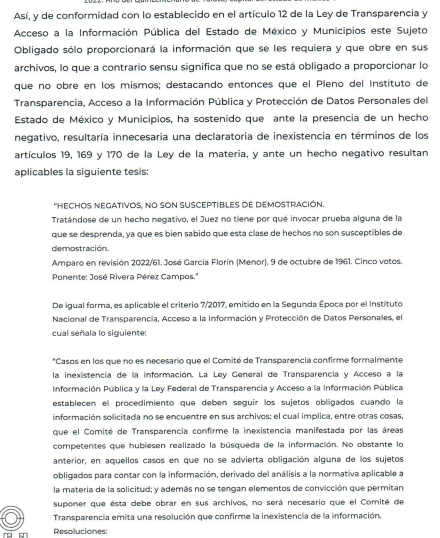 2022. Año del Quincentenario de Toluca, Capital del Estado de México
Así, y de conformidad con lo establecido en el artículo 12 de la Ley de Transparencia y
Acceso a la Información Pública del Estado de México y Municipios este Sujeto
Obligado sólo proporcionará la información que se les requiera y que obre en sus
archivos, lo que a contrario sensu significa que no se está obligado a proporcionar lo
que no obre en los mismos; destacando entonces que el Pleno del Instituto de
Transparencia, Acceso a la Información Pública y Protección de Datos Personales del
Estado de México y Municipios, ha sostenido que ante la presencia de un hecho
negativo, resultaría innecesaria una declaratoria de inexistencia en términos de los
artículos 19, 169 y 170 de la Ley de la materia, y ante un hecho negativo resultan
aplicables la siguiente tesis:
"HECHOS NEGATIVOS, NO SON SUSCEPTIBLES DE DEMOSTRACIÓN.
Tratándose de un hecho negativo, el Juez no tiene por qué invocar prueba alguna de la
que se desprenda, ya que es bien sabido que esta clase de hechos no son susceptibles de
demostración.
Amparo en revisión 2022/61. José García Florín (Menor). 9 de octubre de 1961. Cinco votos.
Ponente: José Rivera Pérez Campos."
De igual forma, es aplicable el criterio 7/2017, emitido en la Segunda Época por el Instituto
Nacional de Transparencia, Acceso a la Información y Protección de Datos Personales, el
cual señala lo siguiente:
"Casos en los que no es necesario que el Comité de Transparencia confirme formalmente
la inexistencia de la información. La Ley General de Transparencia y Acceso a la
Información Pública y la Ley Federal de Transparencia y Acceso a la Información Pública
establecen el procedimiento que deben seguir los sujetos obligados cuando la
información solicitada no se encuentre en sus archivos; el cual implica, entre otras cosas,
que el Comité de Transparencia confirme la inexistencia manifestada por las áreas
competentes que hubiesen realizado la búsqueda de la información. No obstante lo
anterior, en aquellos casos en que no se advierta obligación alguna de los sujetos
obligados para contar con la información, derivado del análisis a la normativa aplicable a
la materia de la solicitud; y además no se tengan elementos de convicción que permitan
suponer que ésta debe obrar en sus archivos, no será necesario que el Comité de
Transparencia emita una resolución que confirme la inexistencia de la información.
Resoluciones: